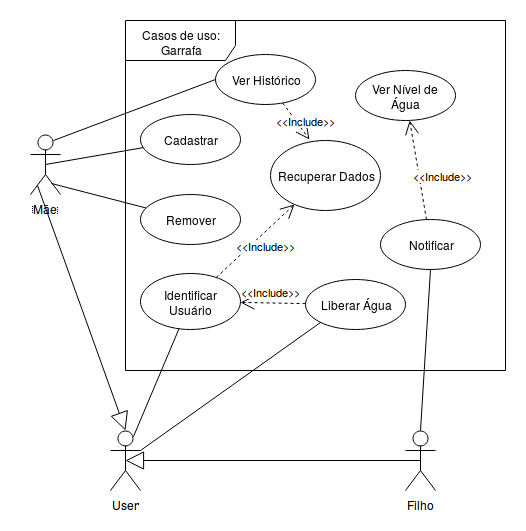 Casos de uso:
Garrafa
Ver Histórico
Ver Nível de
Água
<<Include>>
Cadastrar
Recuperar Dados
<<Include>>
Mãe
Remover
Notificar
<<Include>>
Identificar
Usuário
<<Include>>
Liberar Água
User
Filho